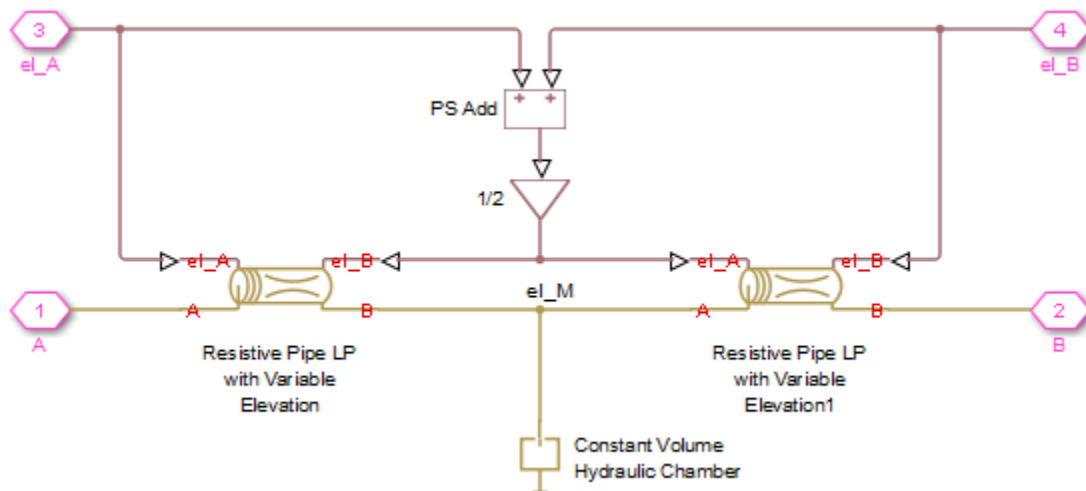 3
4
el_A
el_B
PS Add
+ +
1/2
el_A
el_B
el_A
el_B
el_M
1
A
B
A
B
2
A
B
Resistive Pipe LP
with Variable
Elevation
Resistive Pipe LP
with Variable
Elevation1
Constant Volume
Hydraulic Chamber